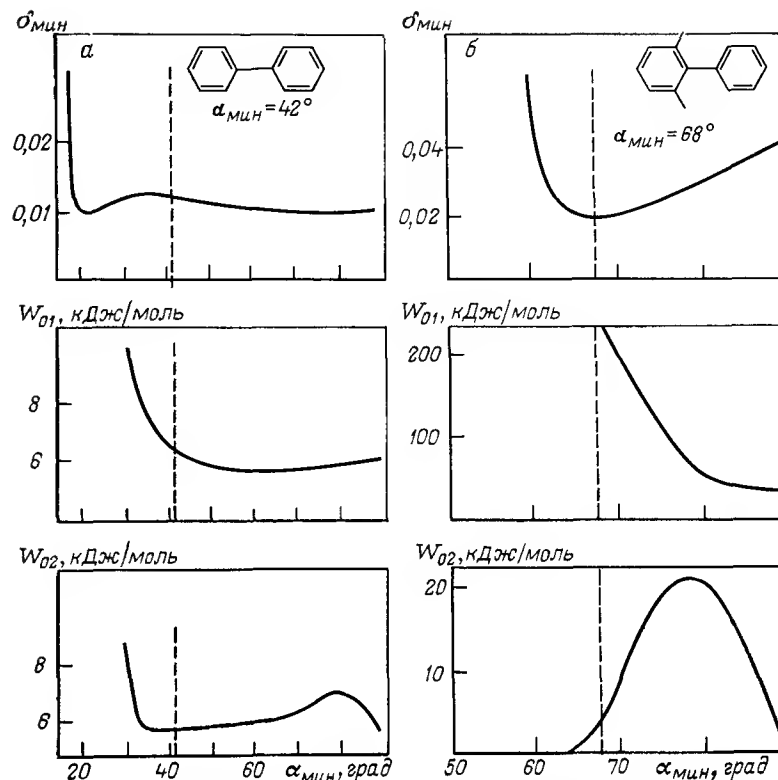 σмин
а
αмин=42°
0,02
0,01
σмин
б
αмин=68°
0,04
0,02
W01, кДж/моль
8
6
W01, кДж/моль
200
100
W02, кДж/моль
8
6
20 40 60 αмин, град
W02, кДж/моль
20
10
50 60 70 αмин, град